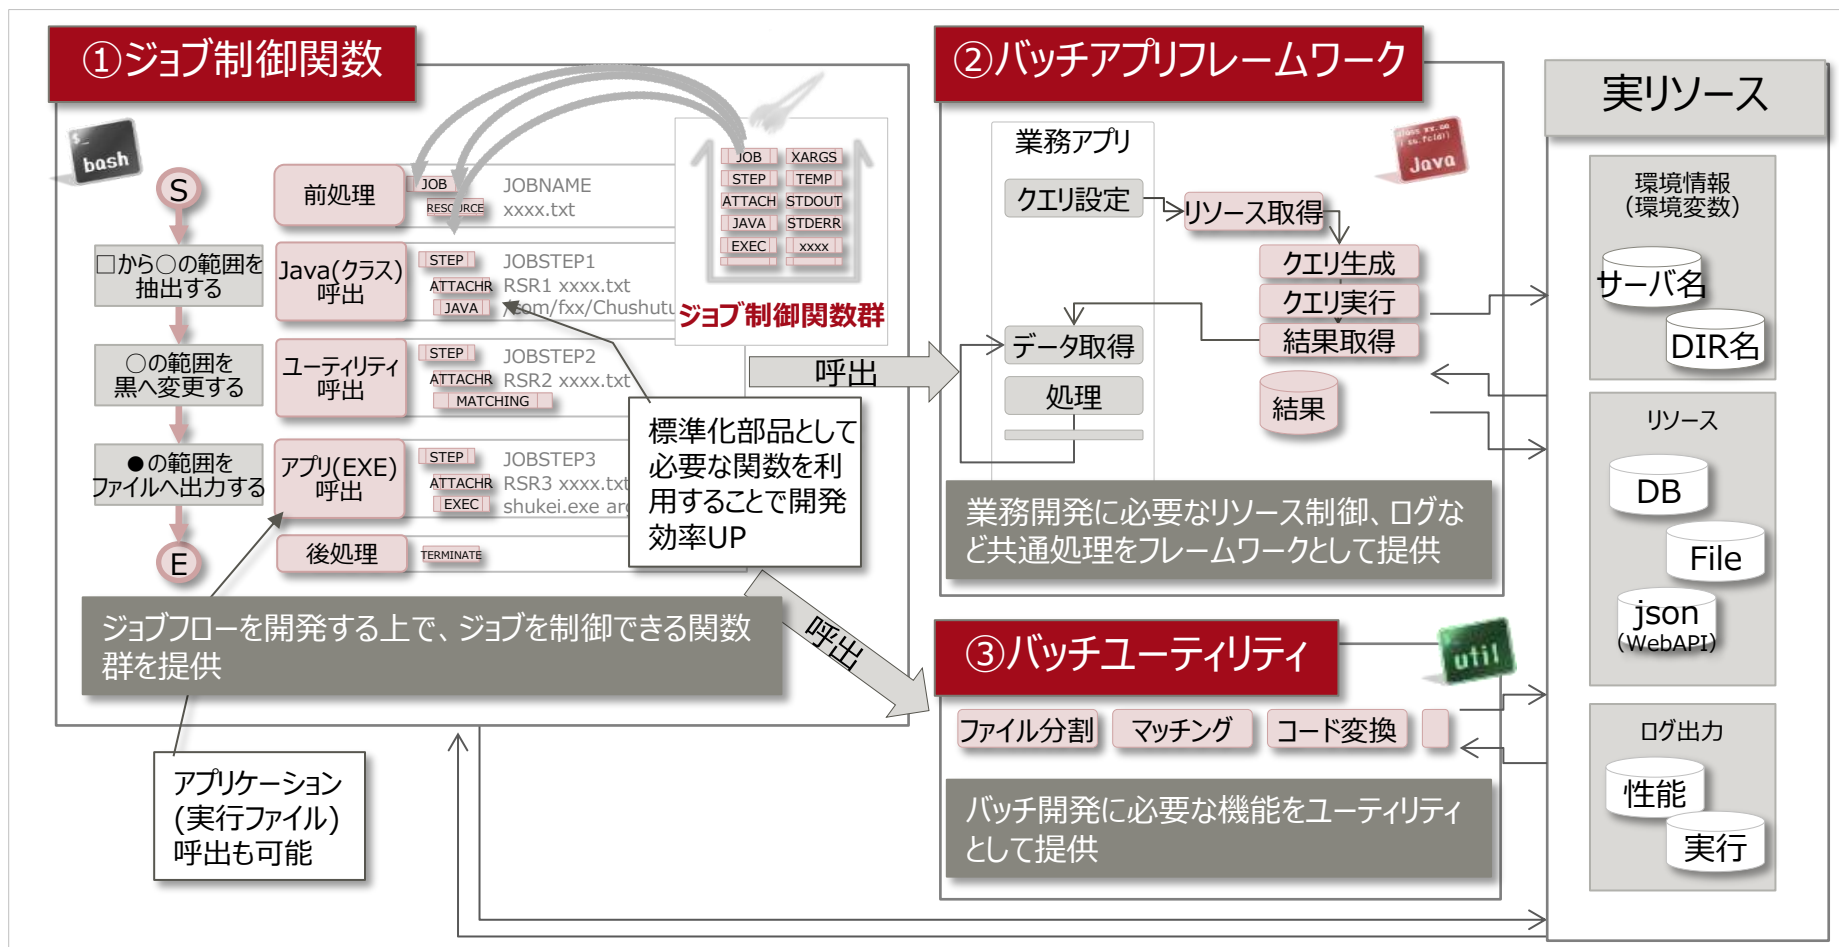 ①ジョブ制御関数
$_
bash
S
□から○の範囲を
抽出する
○の範囲を
黒へ変更する
●の範囲を
ファイルへ出力する
E
前処理
JOB
JOBNAME
RESOURCE
xxxx.txt
Java(クラス)
呼出
STEP
JOBSTEP1
ATTACHR
RSR1 xxxx.txt
JAVA
/com/fxx/Chushutu
ユーティリティ
呼出
STEP
JOBSTEP2
ATTACHR
RSR2 xxxx.txt
MATCHING
アプリ(EXE)
呼出
STEP
JOBSTEP3
ATTACHR
RSR3 xxxx.txt
EXEC
shukei.exe arg
後処理
TERMINATE
JOB
XARGS
STEP
TEMP
ATTACH
STDOUT
JAVA
STDERR
EXEC
xxxx
ジョブ制御関数群
標準化部品として
必要な関数を利
用することで開発
効率UP
ジョブフローを開発する上で、ジョブを制御できる関数
群を提供
アプリケーション
(実行ファイル)
呼出も可能
呼出
呼出
②バッチアプリフレームワーク
Java
業務アプリ
クエリ設定
リソース取得
クエリ生成
クエリ実行
結果取得
データ取得
処理
結果
業務開発に必要なリソース制御、ログな
ど共通処理をフレームワークとして提供
③バッチユーティリティ
util
ファイル分割
マッチング
コード変換
バッチ開発に必要な機能をユーティリティ
として提供
実リソース
環境情報
(環境変数)
サーバ名
DIR名
リソース
DB
File
json
(WebAPI)
ログ出力
性能
実行